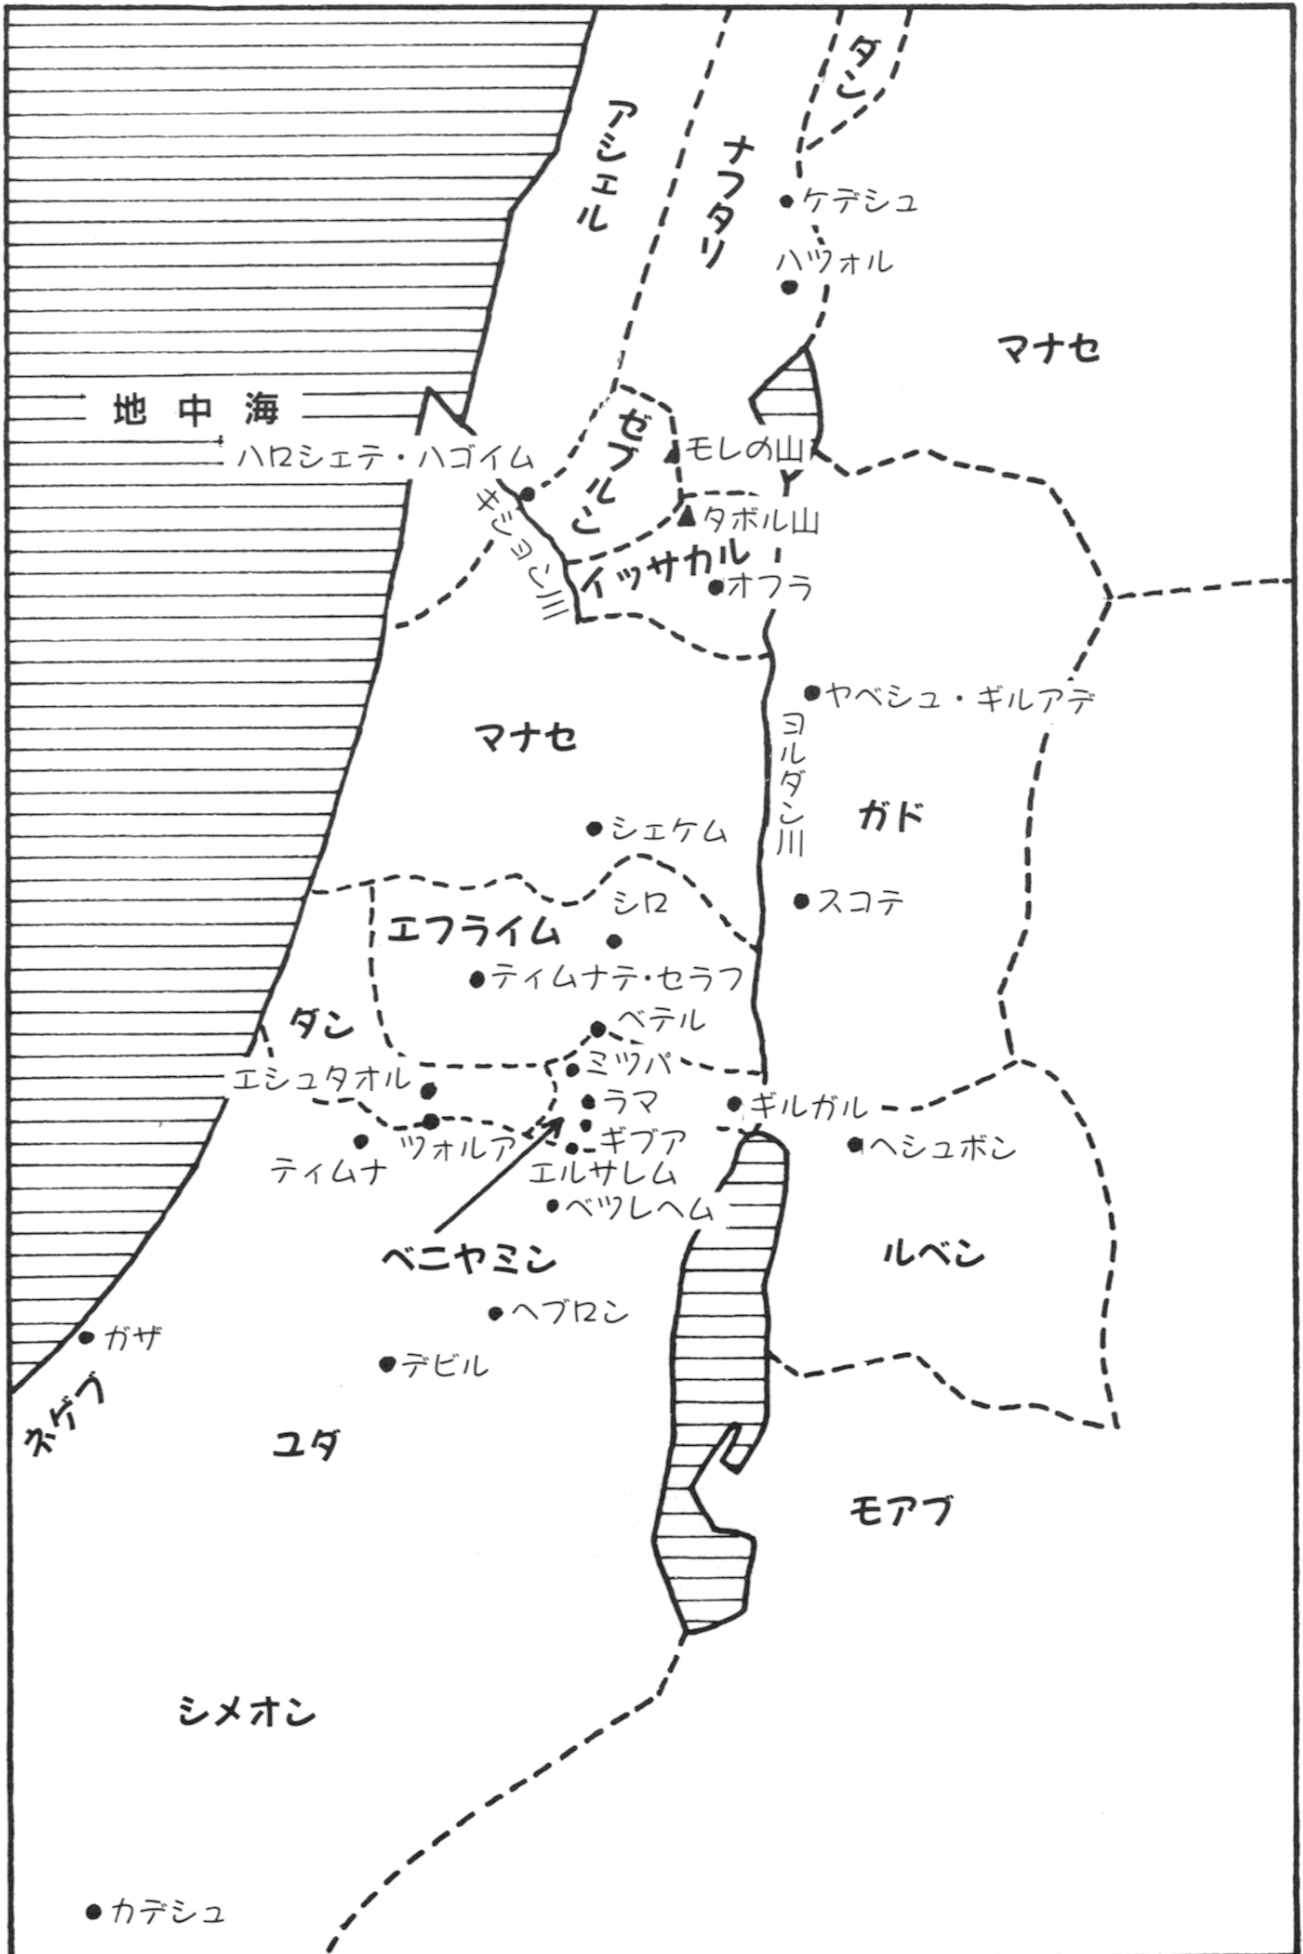 ダン
アシェル
ナフタリ
ケデシュ
ハツォル
マナセ
地中海
ゼブルン
モレの山
ハロシェテ・ハゴイム
キション川
タボル山
イッサカル
オフラ
ヤベシュ・ギルアデ
マナセ
ヨルダン川
ガド
シェケム
シロ
スコテ
エフライム
ティムナテ・セラフ
ダン
ベテル
ミツパ
エシュタオル
ラマ
ギルガル
ツォルア
ギブア
ヘシュボン
ティムナ
エルサレム
ベツレヘム
ベニヤミン
ルベン
ヘブロン
ガザ
デビル
ネゲブ
ユダ
モアブ
シメオン
カデシュ